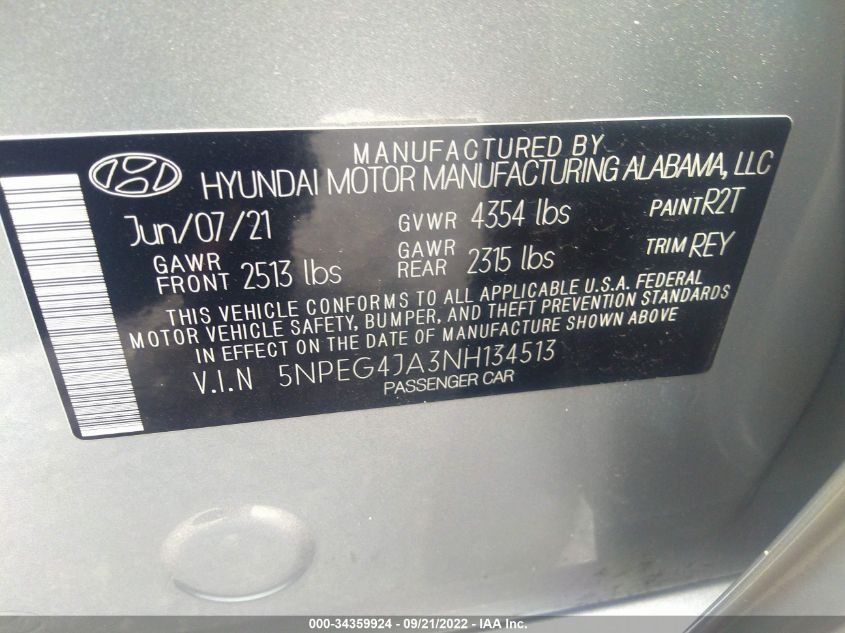 MANUFACTURED BY
HYUNDAI MOTOR MANUFACTURING ALABAMA, LLC
Jun/07/21 GVWR 4354 lbs PAINT R2T
GAWR FRONT 2513 lbs GAWR REAR 2315 lbs TRIM REY
THIS VEHICLE CONFORMS TO ALL APPLICABLE U.S.A. FEDERAL
MOTOR VEHICLE SAFETY, BUMPER, AND THEFT PREVENTION STANDARDS
IN EFFECT ON THE DATE OF MANUFACTURE SHOWN ABOVE
V.I.N 5NPEG4JA3NH134513
PASSENGER CAR
000-34359924 - 09/21/2022 - IAA Inc.